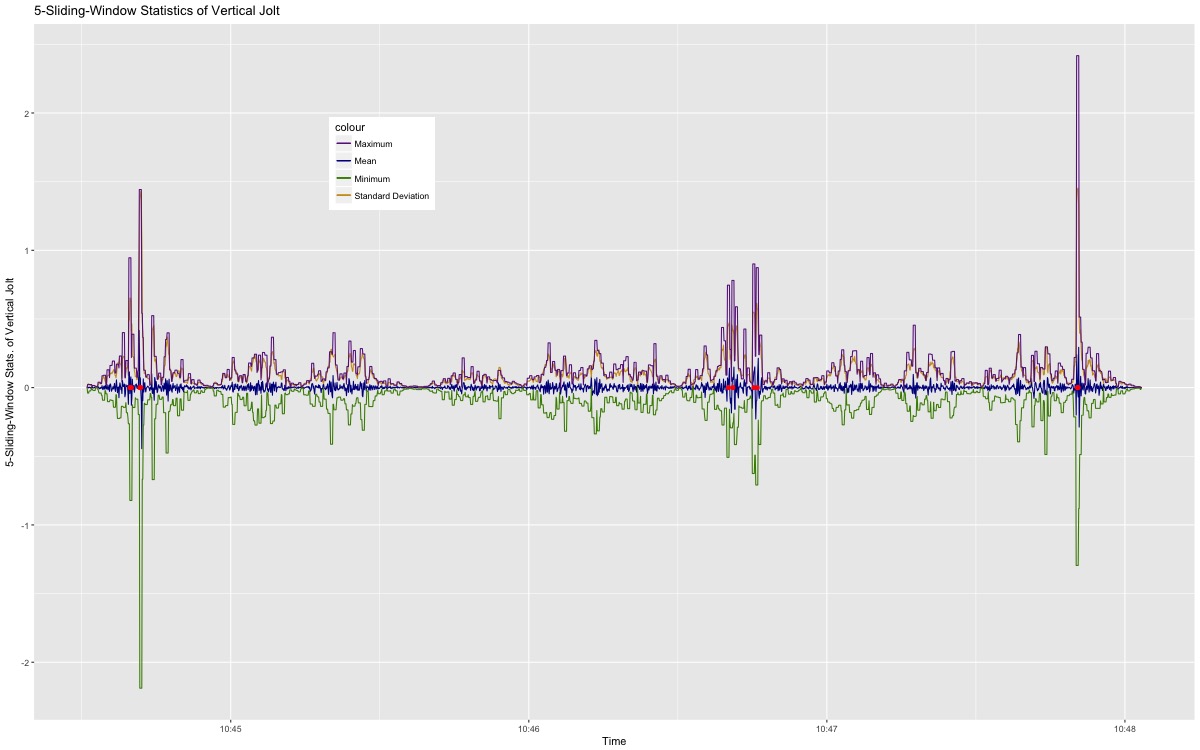 5-Sliding-Window Statistics of Vertical Jolt
5-Sliding-Window Stats. of Vertical Jolt
2
1
0
-1
-2
colour
Maximum
Mean
Minimum
Standard Deviation
10:45
10:46
10:47
10:48
Time